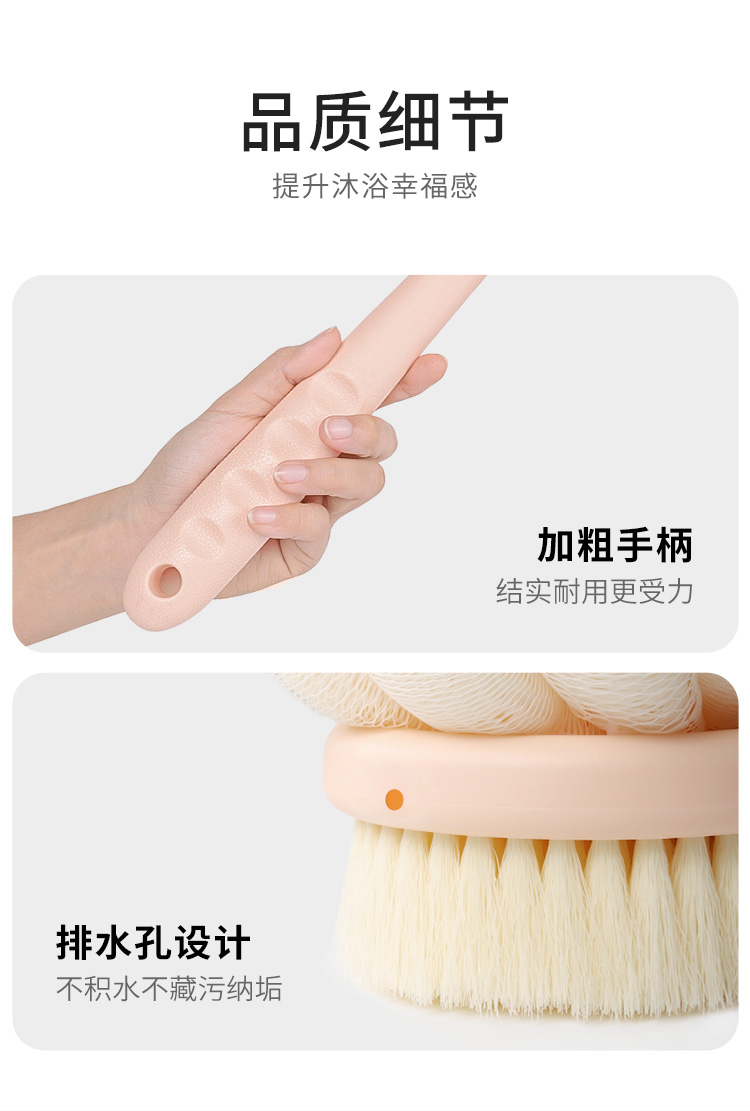 品质细节
提升沐浴幸福感
加粗手柄
结实耐用更受力
排水孔设计
不积水不藏污纳垢